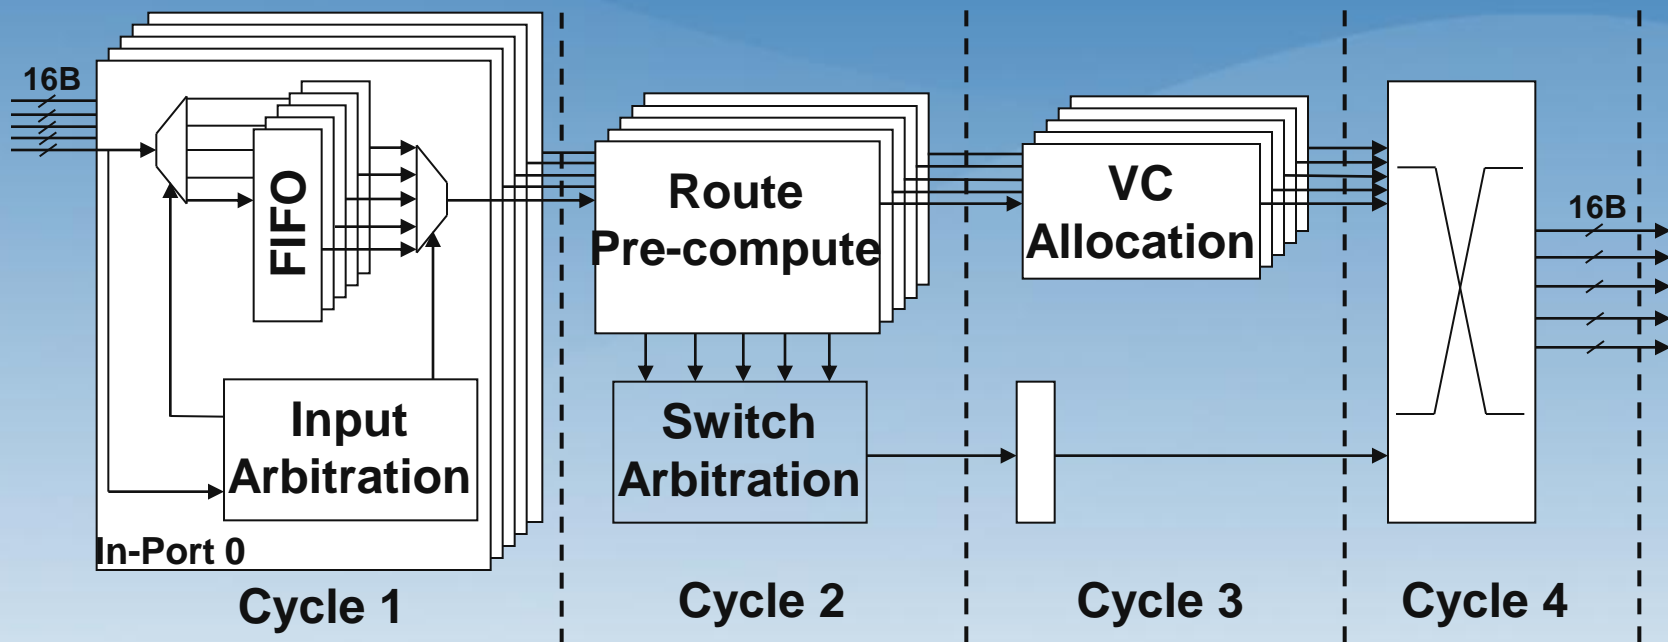 16B
FIFO
Input
Arbitration
In-Port 0
Cycle 1
Route
Pre-compute
Switch
Arbitration
Cycle 2
VC
Allocation
Cycle 3
16B
Cycle 4